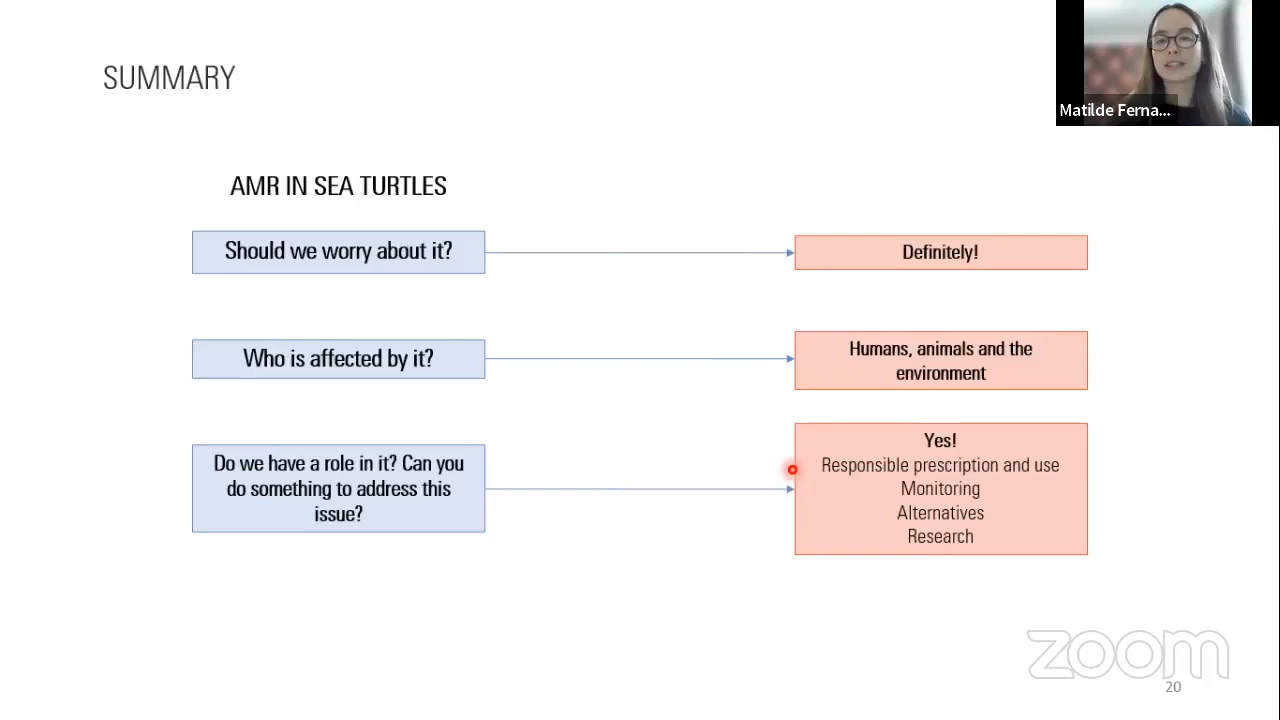 SUMMARY
Matilde Ferna...
AMR IN SEA TURTLES
Should we worry about it?
Definitely!
Who is affected by it?
Humans, animals and the
environment
Do we have a role in it? Can you
do something to address this
issue?
Yes!
Responsible prescription and use
Monitoring
Alternatives
Research
zoom
20